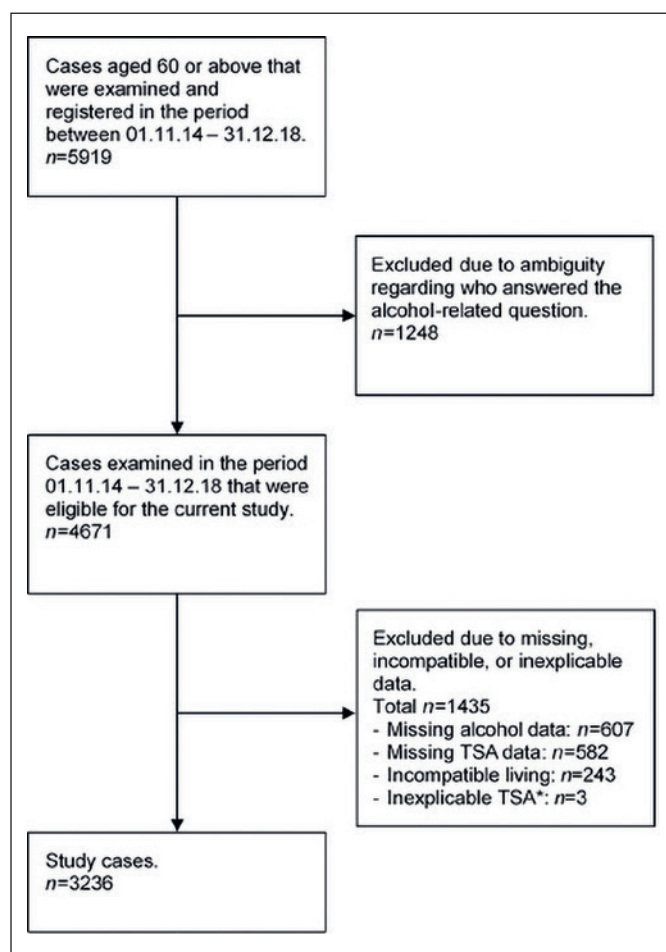 Cases aged 60 or above that
were examined and
registered in the period
between 01.11.14 – 31.12.18.
n=5919
Excluded due to ambiguity
regarding who answered the
alcohol-related question.
n=1248
Cases examined in the period
01.11.14 – 31.12.18 that were
eligible for the current study.
n=4671
Excluded due to missing,
incompatible, or inexplicable
data.
Total n=1435
- Missing alcohol data: n=607
- Missing TSA data: n=582
- Incompatible living: n=243
- Inexplicable TSA*: n=3
Study cases.
n=3236